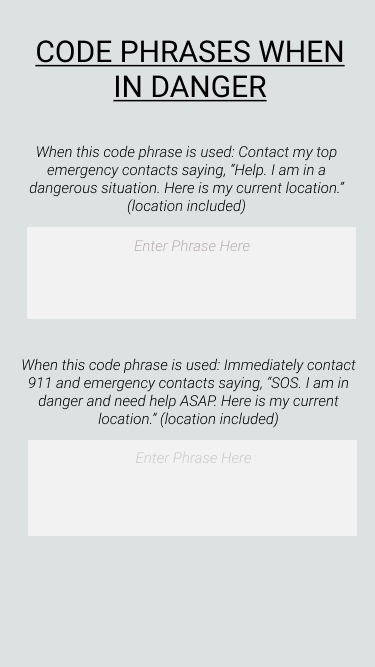 CODE PHRASES WHEN
IN DANGER
When this code phrase is used: Contact my top
emergency contacts saying, “Help. I am in a
dangerous situation. Here is my current location.”
(location included)
Enter Phrase Here
When this code phrase is used: Immediately contact
911 and emergency contacts saying, “SOS. I am in
danger and need help ASAP. Here is my current
location.” (location included)
Enter Phrase Here